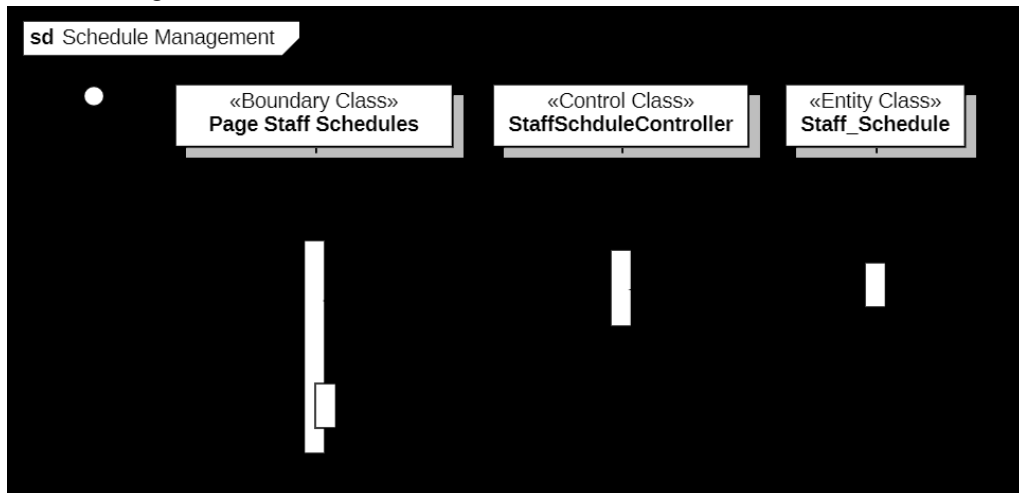 sd Schedule Management
«Boundary Class»
Page Staff Schedules
«Control Class»
StaffSchduleController
«Entity Class»
Staff_Schedule